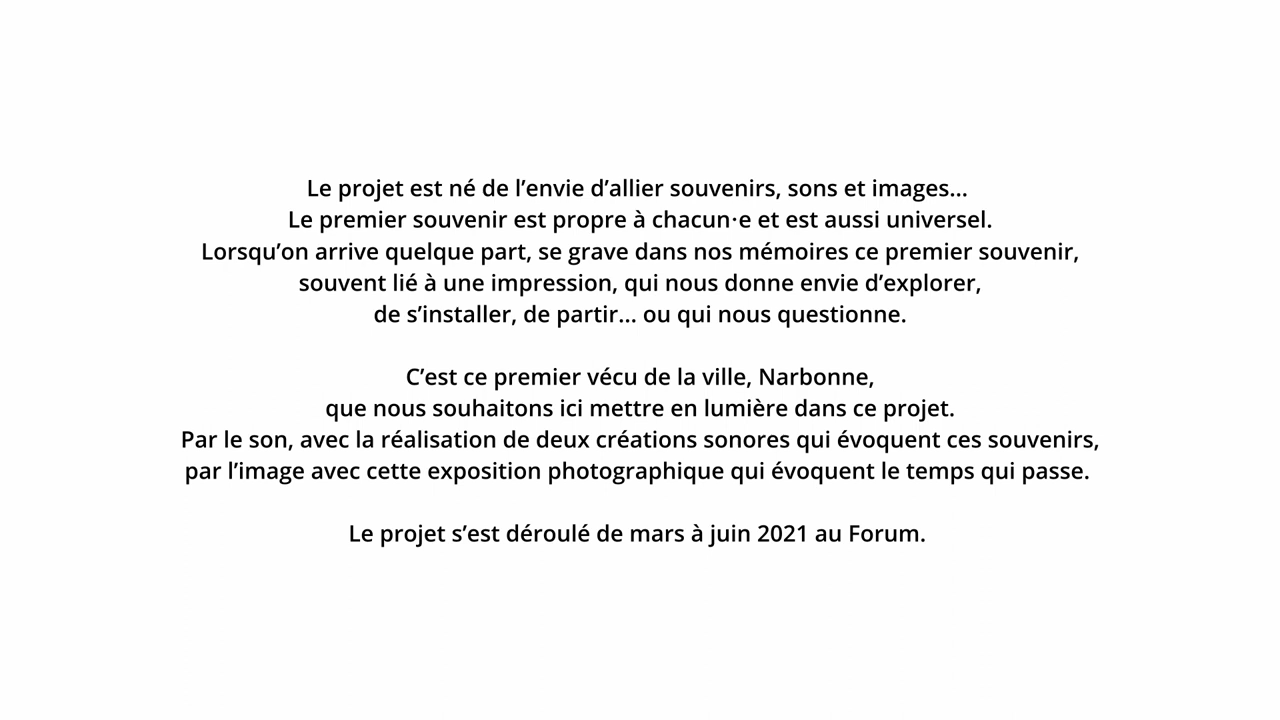 Le projet est né de l’envie d’allier souvenirs, sons et images...
Le premier souvenir est propre à chacun·e et est aussi universel.
Lorsqu’on arrive quelque part, se grave dans nos mémoires ce premier souvenir,
souvent lié à une impression, qui nous donne envie d’explorer,
de s’installer, de partir... ou qui nous questionne.
C’est ce premier vécu de la ville, Narbonne,
que nous souhaitons ici mettre en lumière dans ce projet.
Par le son, avec la réalisation de deux créations sonores qui évoquent ces souvenirs,
par l’image avec cette exposition photographique qui évoquent le temps qui passe.
Le projet s’est déroulé de mars à juin 2021 au Forum.